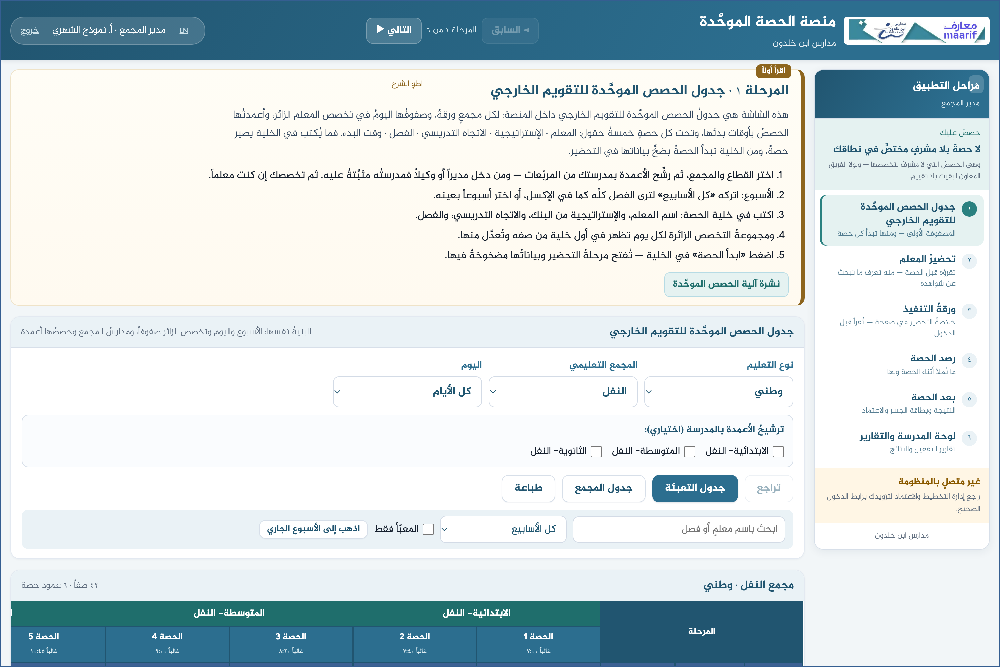 معارف
maarif
مدارس
ابن خلدون
Ibn Khaldun Schools
منصة الحصة الموحَّدة
مدارس ابن خلدون
◄ السابق
المرحلة ١ من ٦
التالي ►
EN
مدير المجمع · أ. نموذج الشهري
خروج
مراحل التطبيق
مدير المجمع
حصصٌ عليك
لا حصةَ بلا مشرفٍ مختصٍّ في نطاقك
وهي الحصصُ التي لا مشرفَ لتخصصها — ولولا الفريق
المعاون لبقيت بلا تقييم.
١
جدول الحصص الموحَّدة
للتقويم الخارجي
المصفوفة الأولى — ومنها تبدأ كل حصة
٢
تحضيرُ المعلم
تقرؤه قبل الحصة — منه تعرف ما تبحث
عن شواهده
٣
ورقةُ التنفيذ
خلاصةُ التحضير في صفحة — تُقرأ قبل
الدخول
٤
رصد الحصة
ما يُملأ أثناء الحصة ولها
٥
بعد الحصة
النتيجة وبطاقة الجسر والاعتماد
٦
لوحة المدرسة والتقارير
تقارير التفعيل والنتائج
غير متصلٍ بالمنظومة
راجع إدارة التخطيط والاعتماد لتزويدك برابط الدخول
الصحيح.
مدارس ابن خلدون
اقرأ أولاً
المرحلة ١ · جدول الحصص الموحَّدة للتقويم الخارجي
اطوِ الشرح
هذه الشاشة هي جدولُ الحصص الموحَّدة للتقويم الخارجي داخل المنصة: لكل مجمعٍ ورقةٌ، وصفوفُها اليومُ في تخصص المعلم الزائر، وأعمدتُها
الحصصُ بأوقات بدئها، وتحت كل حصةٍ خمسةُ حقول: المعلم · الإستراتيجية · الاتجاه التدريسي · الفصل · وقت البدء. فما يُكتب في الخلية يصير
حصةً، ومن الخلية تبدأ الحصةُ بضخِّ بياناتها في التحضير.
1. اختر القطاع والمجمع، ثم رشِّح الأعمدة بمدرستك من المربّعات — ومن دخل مديراً أو وكيلاً فمدرستُه مثبَّتةٌ عليه. ثم تخصصك إن كنت معلماً.
2. الأسبوع: اتركه «كل الأسابيع» لترى الفصل كلَّه كما في الإكسل، أو اختر أسبوعاً بعينه.
3. اكتب في خلية الحصة: اسم المعلم، والإستراتيجية من البنك، والاتجاه التدريسي، والفصل.
4. ومجموعةُ التخصص الزائرة لكل يوم تظهر في أول خلية من صفه وتُعدَّل منها.
5. اضغط «ابدأ الحصة» في الخلية — تُفتح مرحلةُ التحضير وبياناتُها مضخوخةٌ فيها.
نشرة آلية الحصص الموحَّدة
جدول الحصص الموحَّدة للتقويم الخارجي
البنيةُ نفسها: الأسبوع واليوم وتخصص الزائر صفوفاً، ومدارسُ المجمع وحصصُها أعمدة
نوع التعليم
المجمع التعليمي
اليوم
وطني
النفل
كل الأيام
ترشيحُ الأعمدة بالمدرسة (اختياري):
الابتدائية- النفل
المتوسطة- النفل
الثانوية- النفل
تراجع
جدول التعبئة
جدول المجمع
طباعة
ابحث باسم معلمٍ أو فصل
كل الأسابيع
المعبّأ فقط
اذهب إلى الأسبوع الجاري
مجمع النفل · وطني
٤٢ صفاً · ٦ عمود حصة
المرحلة
الابتدائية- النفل
المتوسطة- النفل
الحصة 1
الحصة 2
الحصة 3
الحصة 4
الحصة 5
غالباً ٧:٠٠
غالباً ٧:٤٠
غالباً ٨:٢٠
غالباً ٩:٠٠
غالباً ١٠:٤٥